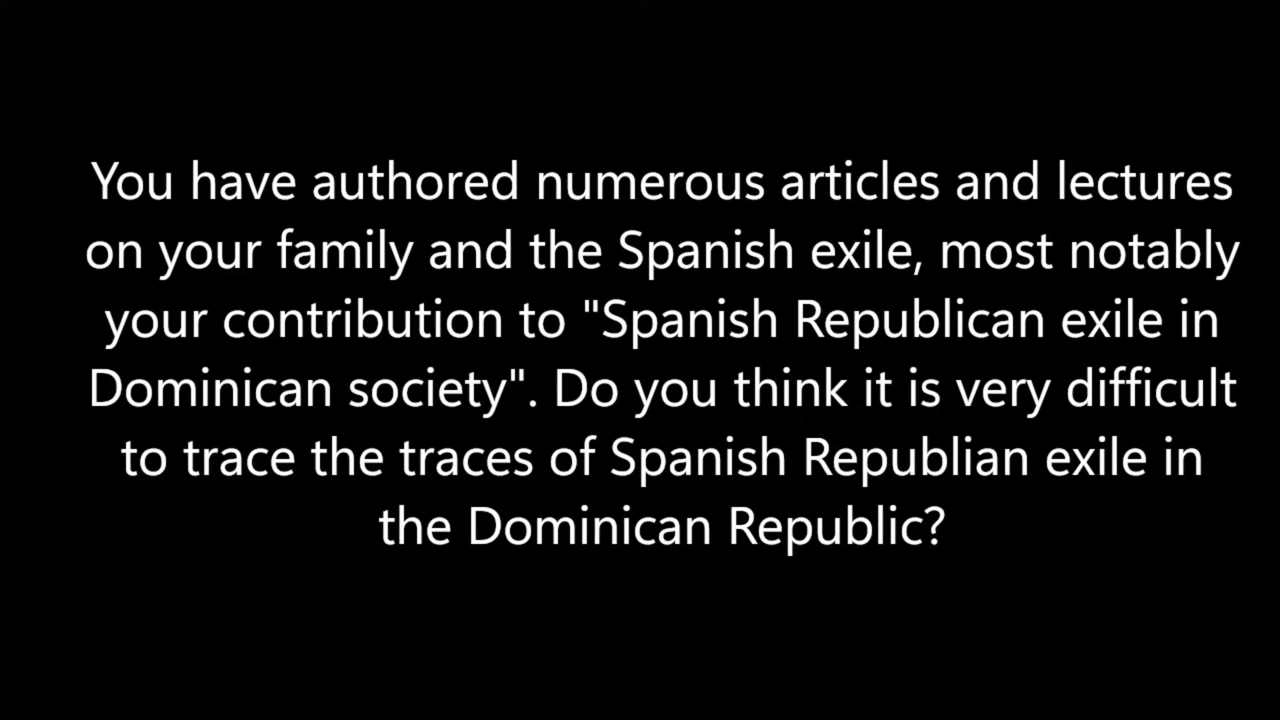 You have authored numerous articles and lectures
on your family and the Spanish exile, most notably
your contribution to "Spanish Republican exile in
Dominican society". Do you think it is very difficult
to trace the traces of Spanish Republian exile in
the Dominican Republic?